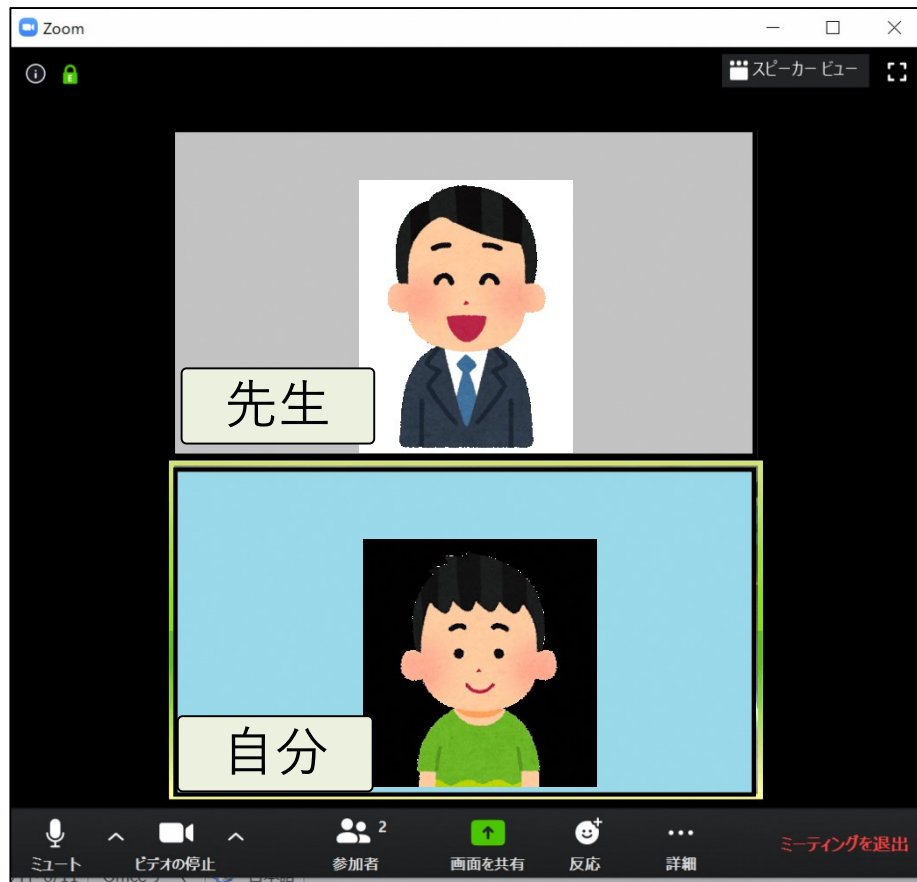 Zoom
スピーカー ビュー
先生
自分
2
ミュート
ビデオの停止
参加者
画面を共有
反応
詳細
ミーティングを退出